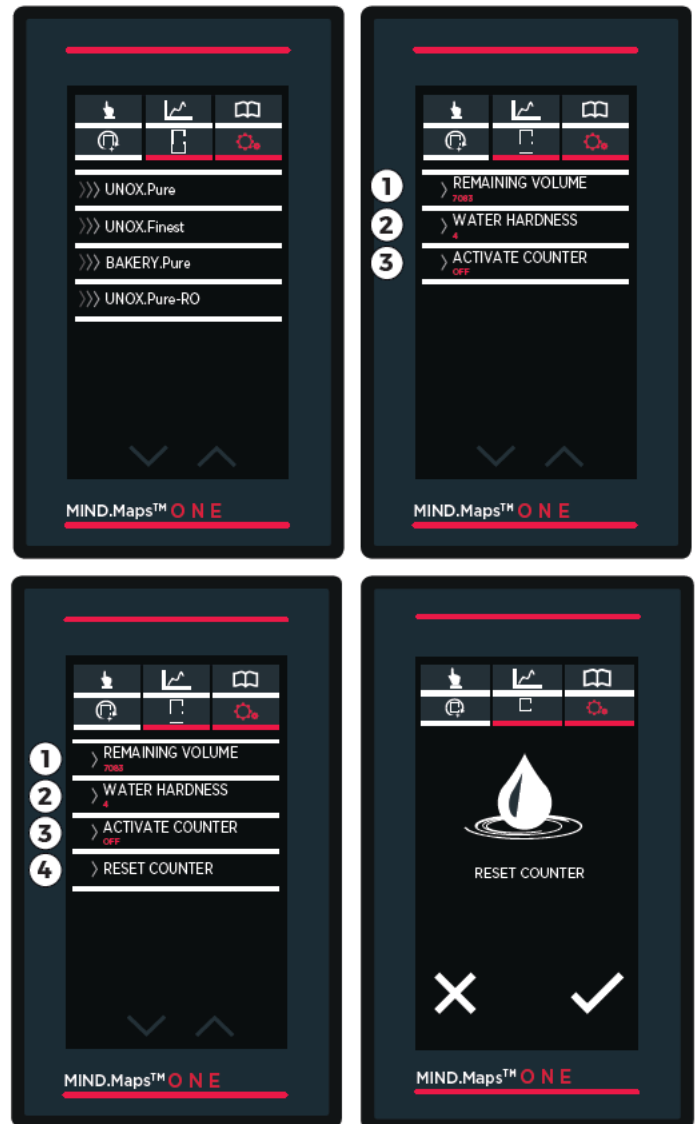 UNOX.Pure
UNOX.Finest
BAKERY.Pure
UNOX.Pure-RO
MIND.Maps™ ONE
1
REMAINING VOLUME
7083
2
WATER HARDNESS
4
3
ACTIVATE COUNTER
OFF
MIND.Maps™ ONE
1
REMAINING VOLUME
7083
2
WATER HARDNESS
4
3
ACTIVATE COUNTER
OFF
4
RESET COUNTER
MIND.Maps™ ONE
RESET COUNTER
MIND.Maps™ ONE